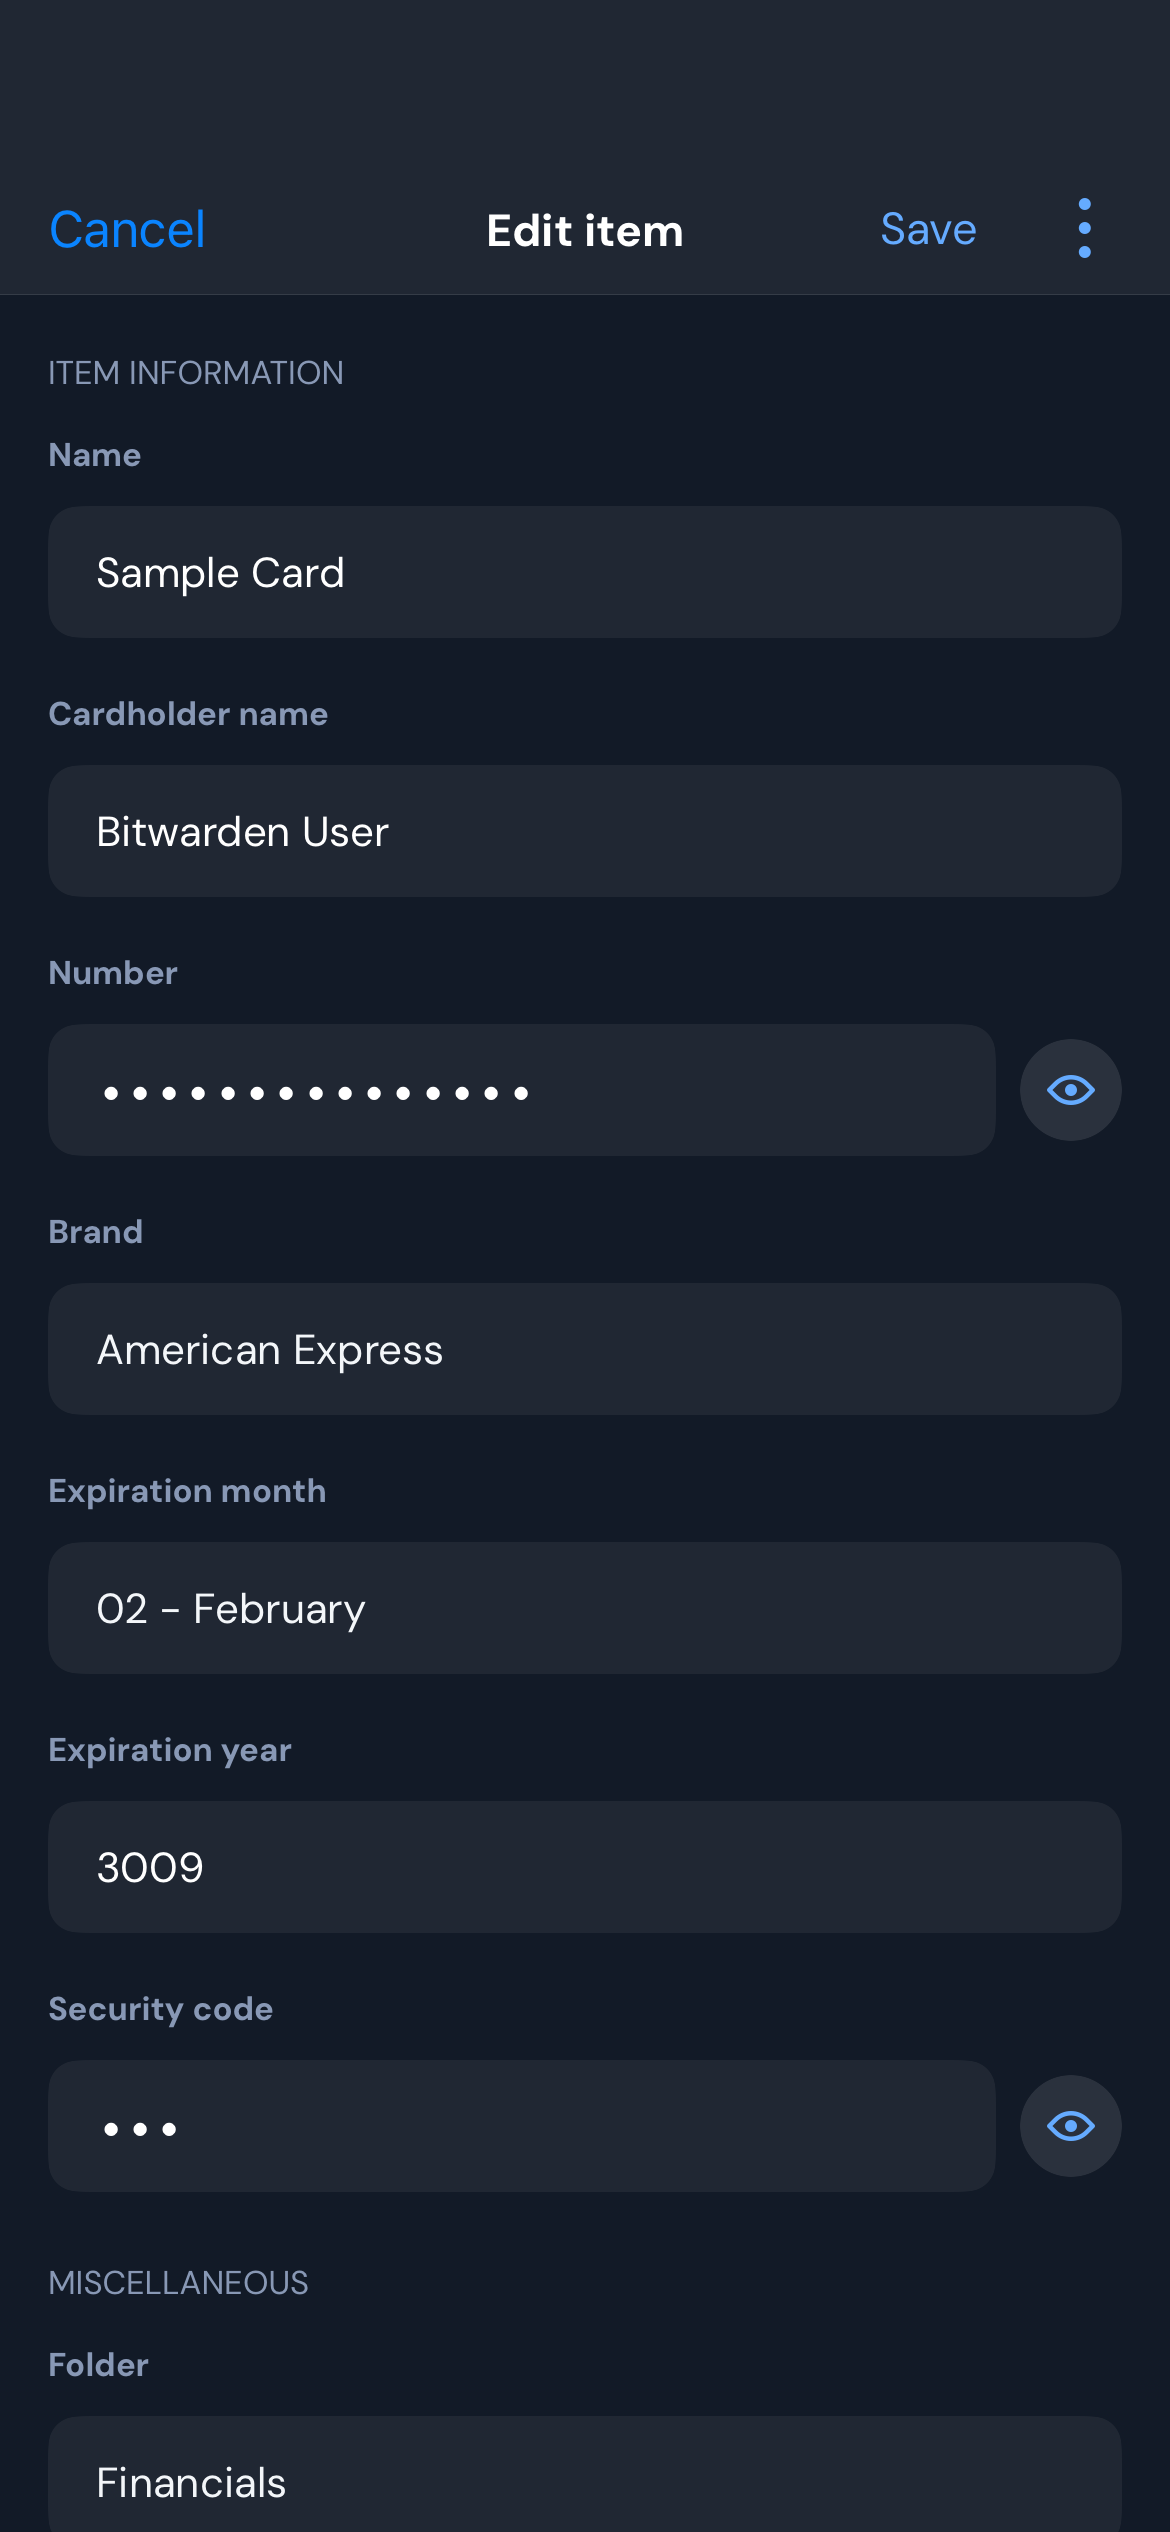 Cancel
Edit item
Save
ITEM INFORMATION
Name
Sample Card
Cardholder name
Bitwarden User
Number
•••••••••••••••
Brand
American Express
Expiration month
02 - February
Expiration year
3009
Security code
•••
MISCELLANEOUS
Folder
Financials